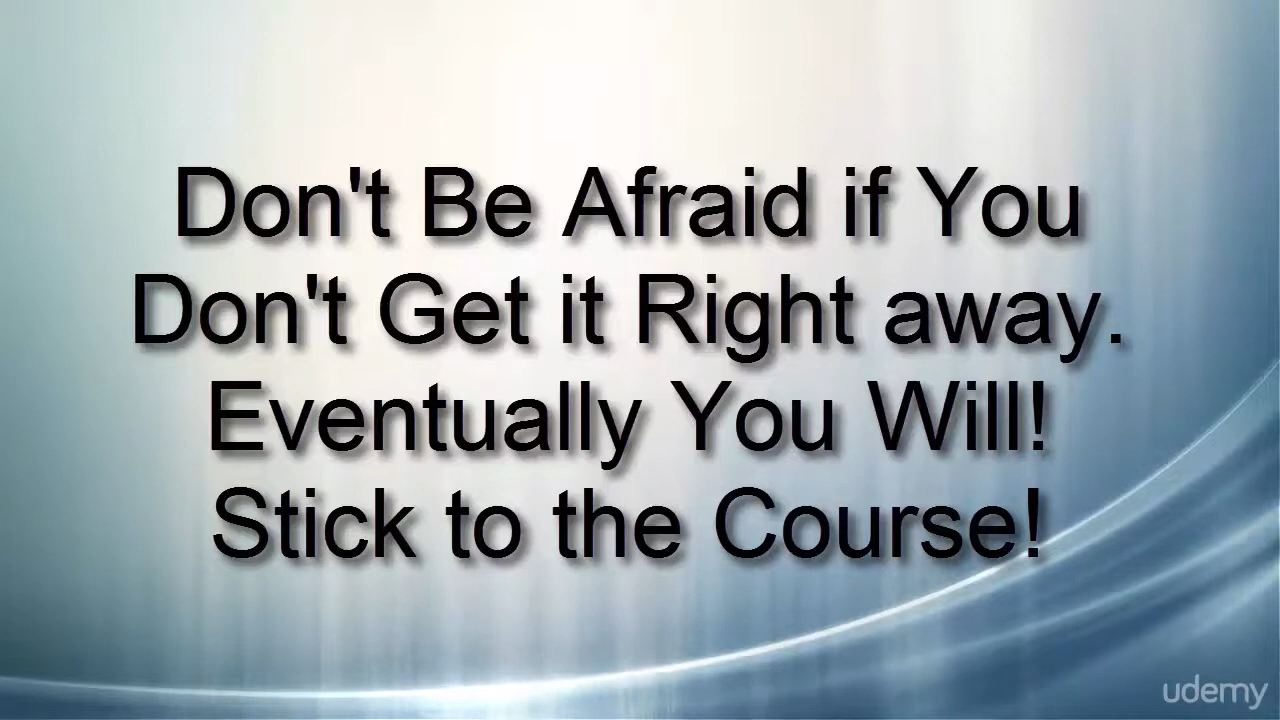 Don't Be Afraid if You
Don't Get it Right away.
Eventually You Will!
Stick to the Course!
udemy